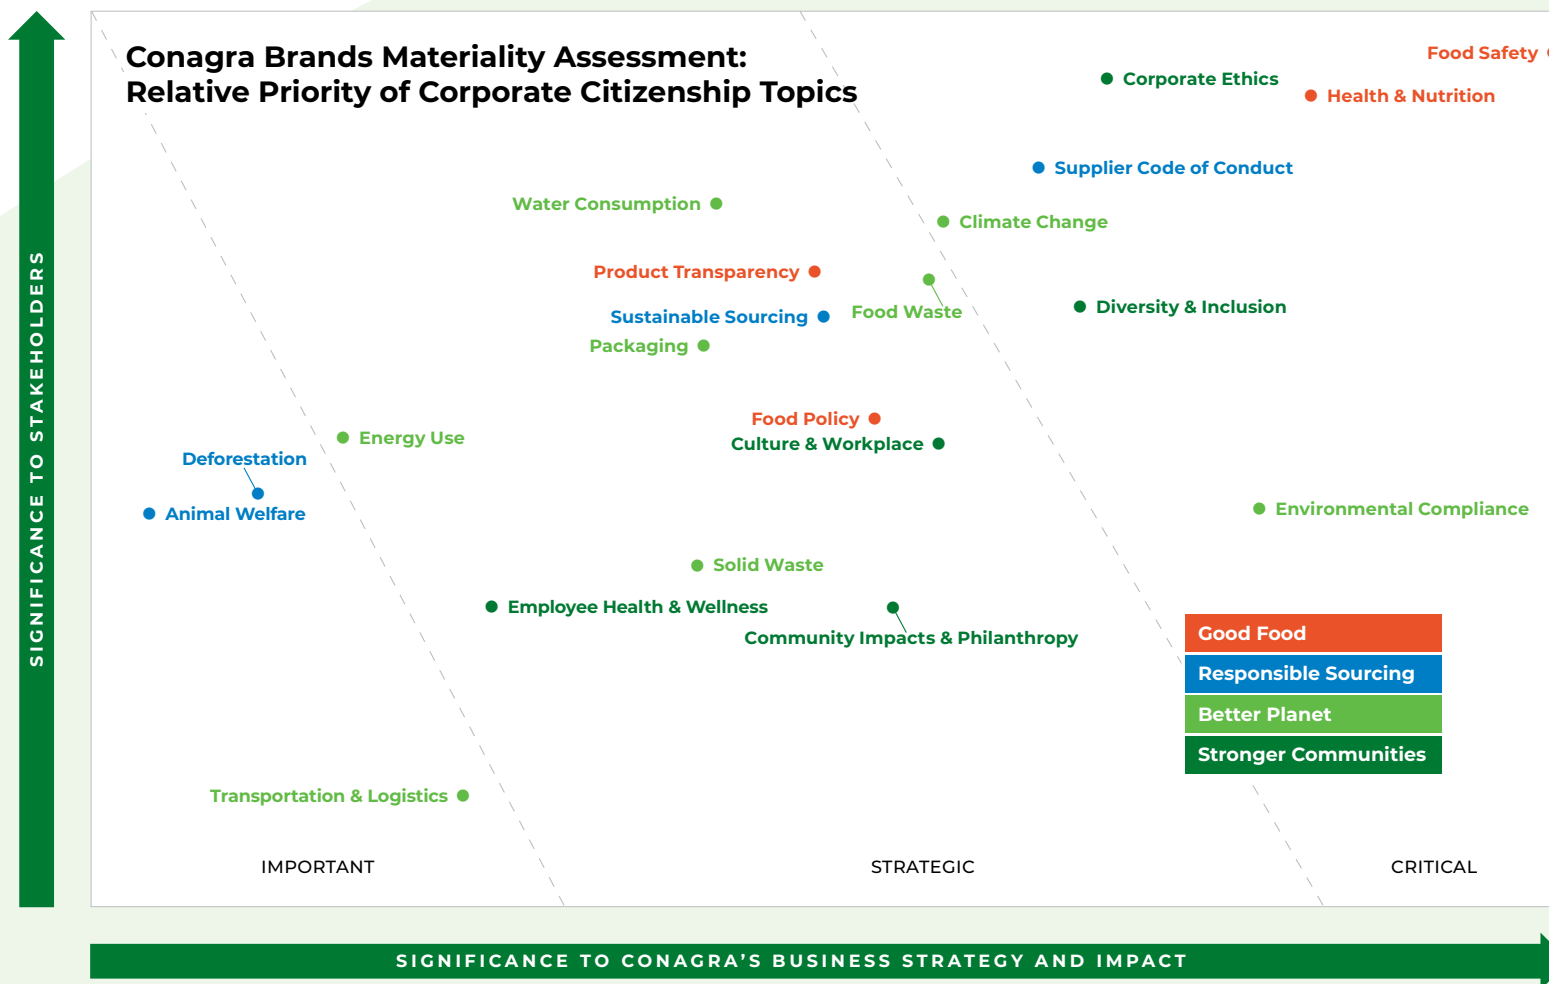 Conagra Brands Materiality Assessment:
Relative Priority of Corporate Citizenship Topics
Food Safety
Corporate Ethics
Health & Nutrition
Supplier Code of Conduct
Water Consumption
Climate Change
Product Transparency
Food Waste
Diversity & Inclusion
Sustainable Sourcing
Packaging
Food Policy
Culture & Workplace
Energy Use
Deforestation
Animal Welfare
Environmental Compliance
Solid Waste
Employee Health & Wellness
Community Impacts & Philanthropy
Good Food
Responsible Sourcing
Better Planet
Stronger Communities
Transportation & Logistics
IMPORTANT
STRATEGIC
CRITICAL
SIGNIFICANCE TO STAKEHOLDERS
SIGNIFICANCE TO CONAGRA’S BUSINESS STRATEGY AND IMPACT